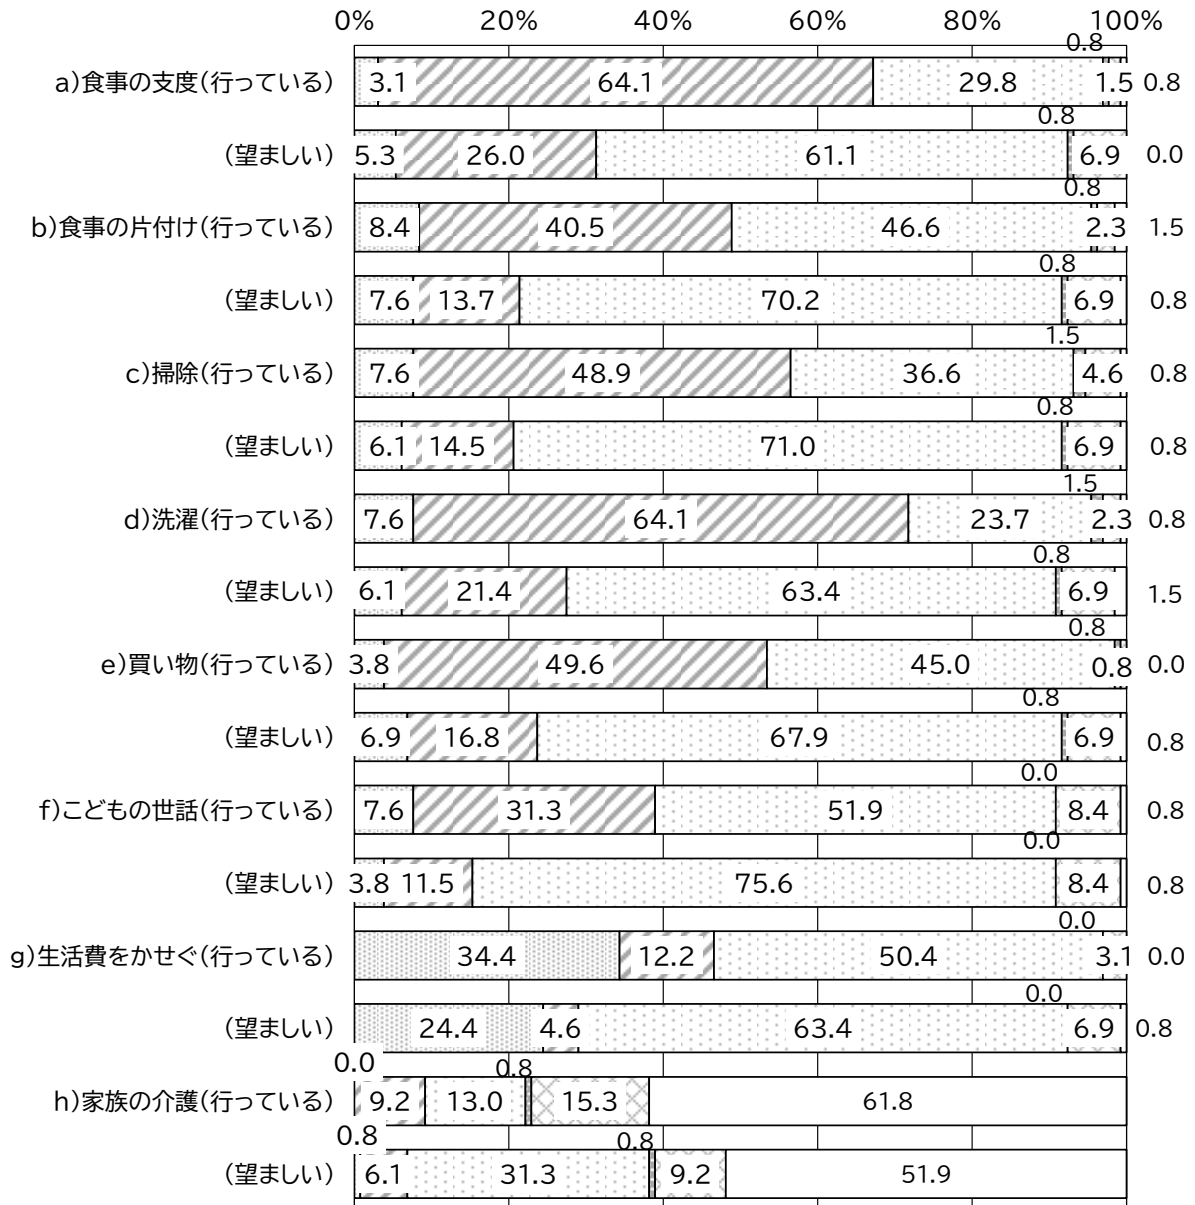 0% 20% 40% 60% 80% 100%
0.8
a)食事の支度(行っている) 3.1 64.1 29.8 1.5 0.8
0.8
(望ましい) 5.3 26.0 61.1 6.9 0.0
0.8
b)食事の片付け(行っている) 8.4 40.5 46.6 2.3 1.5
0.8
(望ましい) 7.6 13.7 70.2 6.9 0.8
1.5
c)掃除(行っている) 7.6 48.9 36.6 4.6 0.8
0.8
(望ましい) 6.1 14.5 71.0 6.9 0.8
1.5
d)洗濯(行っている) 7.6 64.1 23.7 2.3 0.8
0.8
(望ましい) 6.1 21.4 63.4 6.9 1.5
0.8
e)買い物(行っている) 3.8 49.6 45.0 0.8 0.0
0.8
(望ましい) 6.9 16.8 67.9 6.9 0.8
0.0
f)こどもの世話(行っている) 7.6 31.3 51.9 8.4 0.8
0.0
(望ましい) 3.8 11.5 75.6 8.4 0.8
0.0
g)生活費をかせぐ(行っている) 34.4 12.2 50.4 3.1 0.0
0.0
(望ましい) 24.4 4.6 63.4 6.9 0.8
0.0 0.8
h)家族の介護(行っている) 9.2 13.0 15.3 61.8
0.8 0.8
(望ましい) 6.1 31.3 9.2 51.9